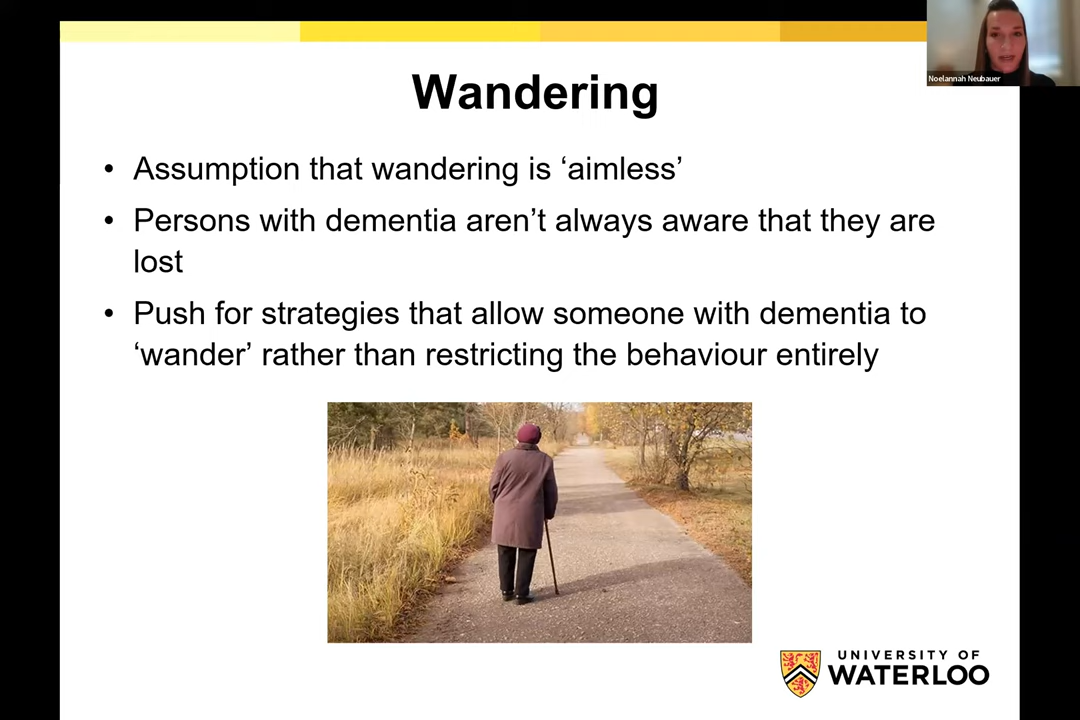 Noelannah Neubauer
Wandering
• Assumption that wandering is ‘aimless’
• Persons with dementia aren’t always aware that they are
lost
• Push for strategies that allow someone with dementia to
‘wander’ rather than restricting the behaviour entirely
UNIVERSITY OF
WATERLOO